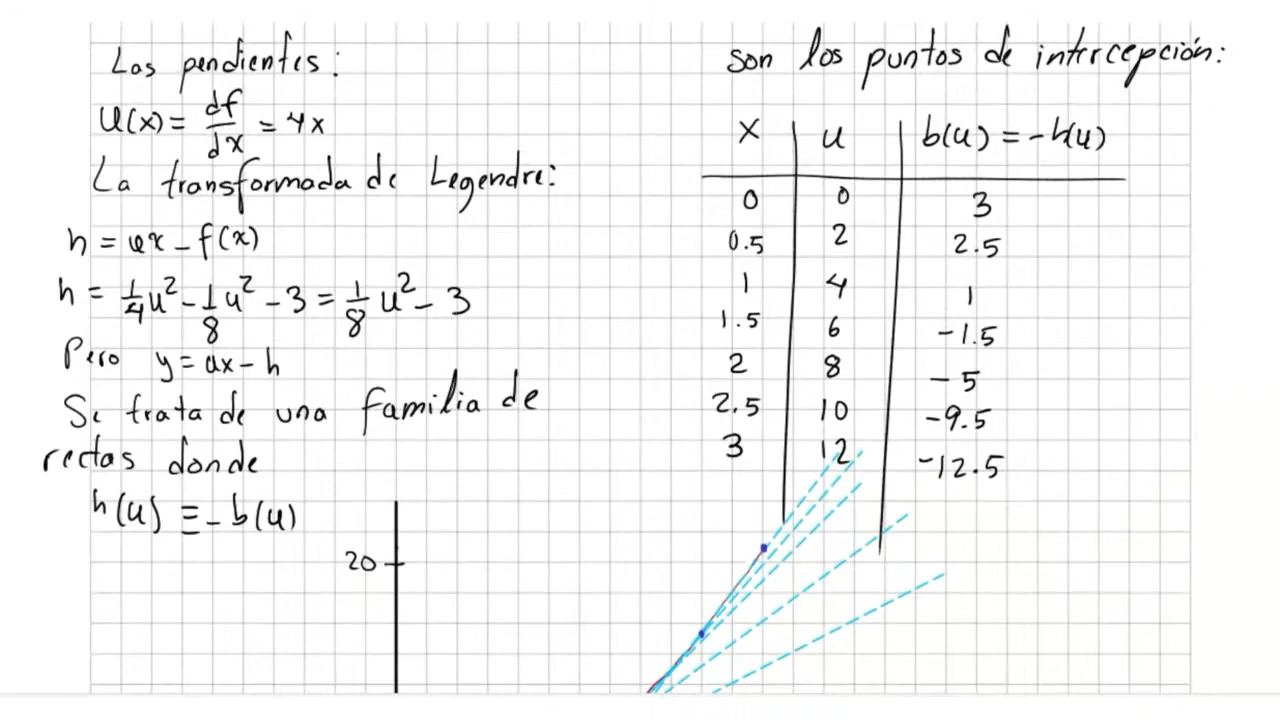 Las pendientes:
u(x) = df/dx = 4x
La transformada de Legendre:
h = ux - f(x)
h = 1/4 u² - 1/8 u² - 3 = 1/8 u² - 3
Pero y = ux - h
Se trata de una familia de
rectas donde
h(u) ≡ - b(u)
20
son los puntos de intercepción:
x u b(u) = -h(u)
0 0 3
0.5 2 2.5
1 4 1
1.5 6 -1.5
2 8 -5
2.5 10 -9.5
3 12 -12.5